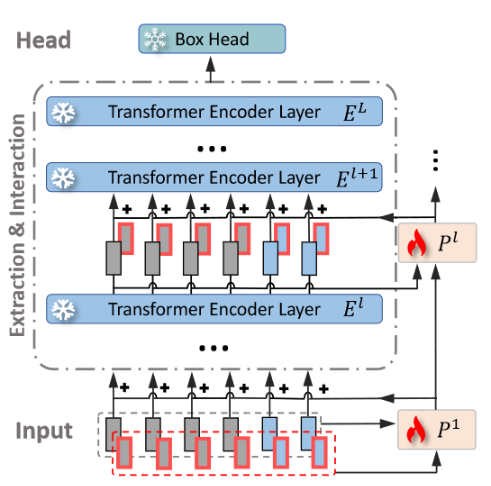 Head
Box Head
Extraction & Interaction
Transformer Encoder Layer E^L
...
Transformer Encoder Layer E^{l+1}
+ + + + + +
P^l
Transformer Encoder Layer E^l
...
+ + + + + +
Input
P^1